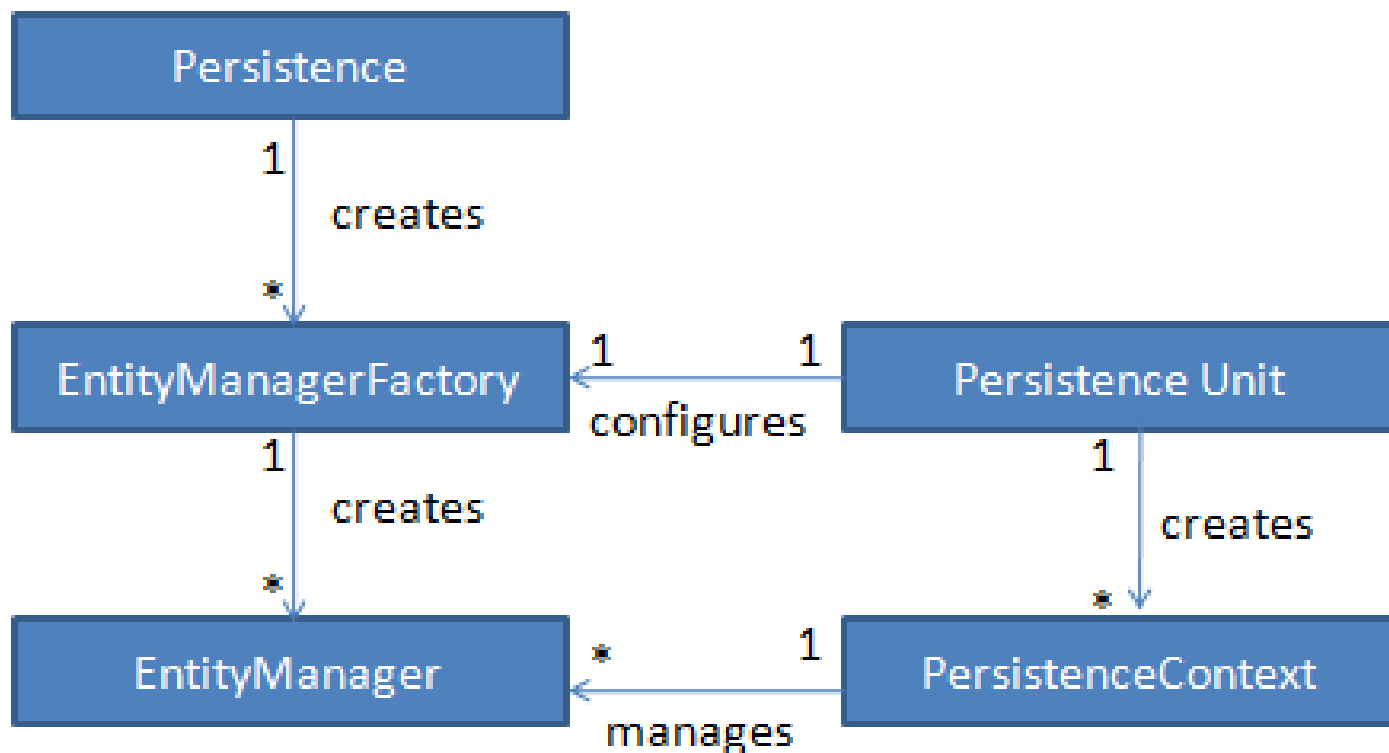 Persistence
1
creates
*
EntityManagerFactory
1 1
configures
Persistence Unit
1
creates
*
1
creates
*
EntityManager
* 1
manages
PersistenceContext